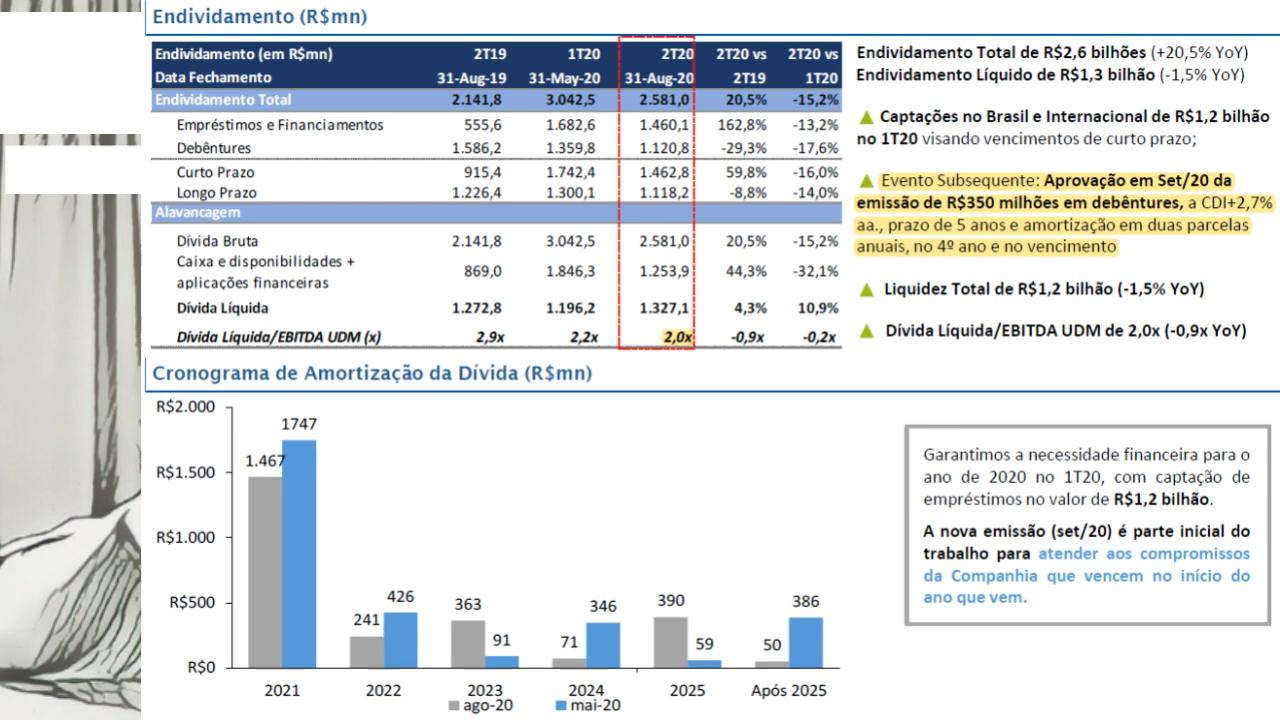 Endividamento (R$mn)
Endividamento (em R$mn) 2T19 1T20 2T20 2T20 vs 2T20 vs
Data Fechamento 31-Aug-19 31-May-20 31-Aug-20 2T19 1T20
Endividamento Total 2.141,8 3.042,5 2.581,0 20,5% -15,2%
Empréstimos e Financiamentos 555,6 1.682,6 1.460,1 162,8% -13,2%
Debêntures 1.586,2 1.359,8 1.120,8 -29,3% -17,6%
Curto Prazo 915,4 1.742,4 1.462,8 59,8% -16,0%
Longo Prazo 1.226,4 1.300,1 1.118,2 -8,8% -14,0%
Alavancagem
Dívida Bruta 2.141,8 3.042,5 2.581,0 20,5% -15,2%
Caixa e disponibilidades +
aplicações financeiras 869,0 1.846,3 1.253,9 44,3% -32,1%
Dívida Líquida 1.272,8 1.196,2 1.327,1 4,3% 10,9%
Dívida Líquida/EBITDA UDM (x) 2,9x 2,2x 2,0x -0,9x -0,2x
Endividamento Total de R$2,6 bilhões (+20,5% YoY)
Endividamento Líquido de R$1,3 bilhão (-1,5% YoY)
Captações no Brasil e Internacional de R$1,2 bilhão
no 1T20 visando vencimentos de curto prazo;
Evento Subsequente: Aprovação em Set/20 da
emissão de R$350 milhões em debêntures, a CDI+2,7%
aa., prazo de 5 anos e amortização em duas parcelas
anuais, no 4º ano e no vencimento
Liquidez Total de R$1,2 bilhão (-1,5% YoY)
Dívida Líquida/EBITDA UDM de 2,0x (-0,9x YoY)
Cronograma de Amortização da Dívida (R$mn)
R$2.000
R$1.500
R$1.000
R$500
R$0
1.467 1747
241 426
363 91
71 346
390 59
50 386
2021 2022 2023 2024 2025 Após 2025
ago-20 mai-20
Garantimos a necessidade financeira para o
ano de 2020 no 1T20, com captação de
empréstimos no valor de R$1,2 bilhão.
A nova emissão (set/20) é parte inicial do
trabalho para atender aos compromissos
da Companhia que vencem no início do
ano que vem.